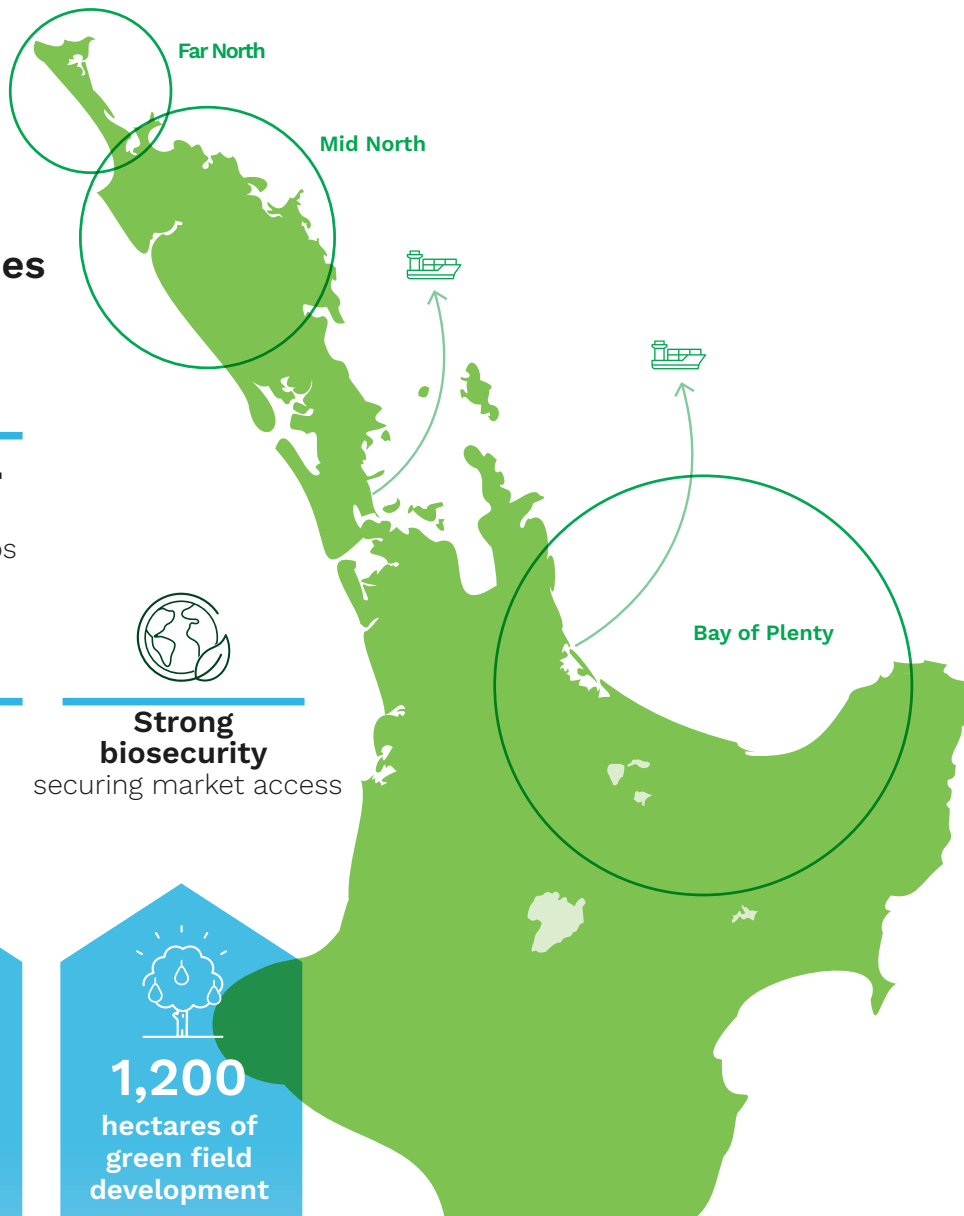 Far North
Mid North
es
os
Bay of Plenty
Strong
biosecurity
securing market access
1,200
hectares of
green field
development